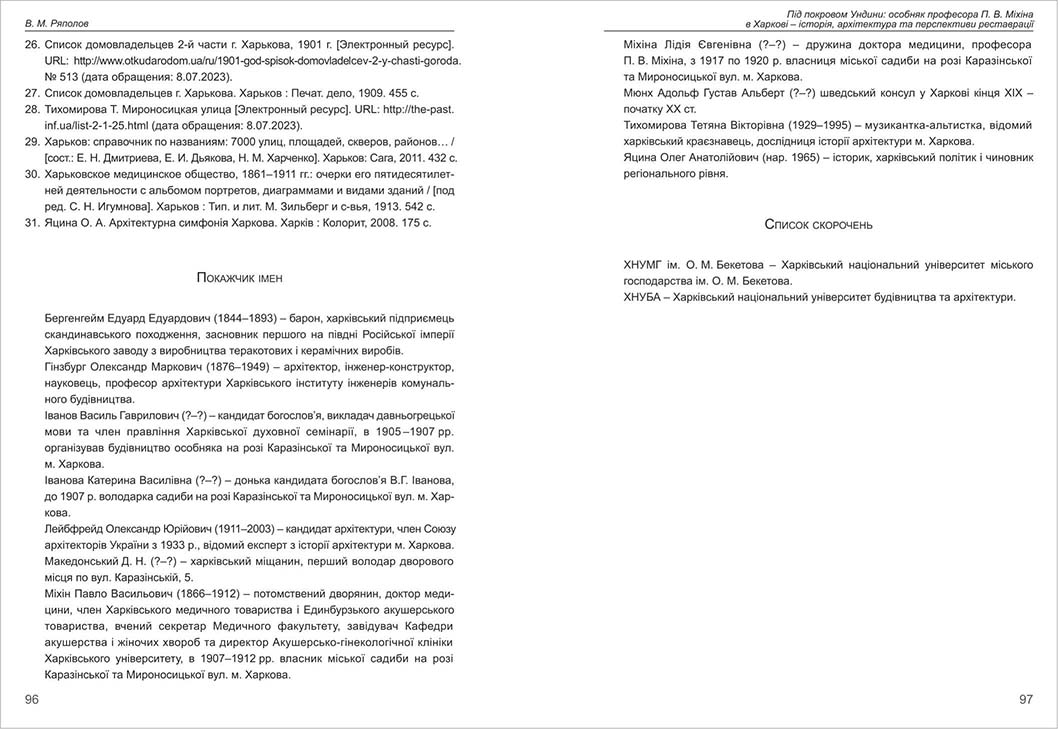 В. М. Ряполов
26. Список домовладельцев 2-й части г. Харькова, 1901 г. [Электронный ресурс].
URL: http://www.otkudarodom.ua/ru/1901-god-spisok-domovladelcev-2-y-chasti-goroda.
№ 513 (дата обращения: 8.07.2023).
27. Список домовладельцев г. Харькова. Харьков : Печат. дело, 1909. 455 с.
28. Тихомирова Т. Мироносицкая улица [Электронный ресурс]. URL: http://the-past.
inf.ua/list-2-1-25.html (дата обращения: 8.07.2023).
29. Харьков: справочник по названиям: 7000 улиц, площадей, скверов, районов… /
[сост.: Е. Н. Дмитриева, Е. И. Дьякова, Н. М. Харченко]. Харьков: Сага, 2011. 432 с.
30. Харьковское медицинское общество, 1861–1911 гг.: очерки его пятидесятилет-
ней деятельности с альбомом портретов, диаграммами и видами зданий / [под
ред. С. Н. Игумнова]. Харьков : Тип. и лит. М. Зильберг и с-вья, 1913. 542 с.
31. Яцина О. А. Архітектурна симфонія Харкова. Харків : Колорит, 2008. 175 с.
Покажчик імен
Бергенгейм Едуард Едуардович (1844–1893) – барон, харківський підприємець
скандинавського походження, засновник першого на півдні Російської імперії
Харківського заводу з виробництва теракотових і керамічних виробів.
Гінзбург Олександр Маркович (1876–1949) – архітектор, інженер-конструктор,
науковець, професор архітектури Харківського інституту інженерів комуналь-
ного будівництва.
Іванов Василь Гаврилович (?–?) – кандидат богослов’я, викладач давньогрецької
мови та член правління Харківської духовної семінарії, в 1905–1907 рр.
організував будівництво особняка на розі Каразінської та Мироносицької вул.
м. Харкова.
Іванова Катерина Василівна (?–?) – донька кандидата богослов’я В.Г. Іванова,
до 1907 р. володарка садиби на розі Каразінської та Мироносицької вул. м. Хар-
кова.
Лейбфрейд Олександр Юрійович (1911–2003) – кандидат архітектури, член Союзу
архітекторів України з 1933 р., відомий експерт з історії архітектури м. Харкова.
Македонський Д. Н. (?–?) – харківський міщанин, перший володар дворового
місця по вул. Каразінській, 5.
Міхін Павло Васильович (1866–1912) – потомствений дворянин, доктор меди-
цини, член Харківського медичного товариства і Единбурзького акушерського
товариства, вчений секретар Медичного факультету, завідувач Кафедри
акушерства і жіночих хвороб та директор Акушерсько-гінекологічної клініки
Харківського університету, в 1907–1912 рр. власник міської садиби на розі
Каразінської та Мироносицької вул. м. Харкова.
96
Під покровом Ундини: особняк професора П. В. Міхіна
в Харкові – історія, архітектура та перспективи реставрації
Міхіна Лідія Євгенівна (?–?) – дружина доктора медицини, професора
П. В. Міхіна, з 1917 по 1920 р. власниця міської садиби на розі Каразінської
та Мироносицької вул. м. Харкова.
Мюнх Адольф Густав Альберт (?–?) шведський консул у Харкові кінця XIX –
початку XX ст.
Тихомирова Тетяна Вікторівна (1929–1995) – музикантка-альтистка, відомий
харківський краєзнавець, дослідниця історії архітектури м. Харкова.
Яцина Олег Анатолійович (нар. 1965) – історик, харківський політик і чиновник
регіонального рівня.
Список скорочень
ХНУМГ ім. О. М. Бекетова – Харківський національний університет міського
господарства ім. О. М. Бекетова.
ХНУБА – Харківський національний університет будівництва та архітектури.
97